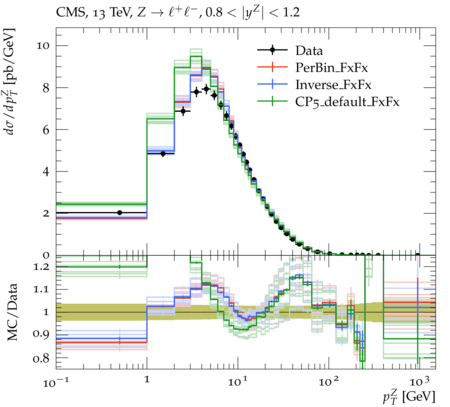 CMS, 13 TeV, Z → ℓ⁺ℓ⁻, 0.8 < |y^Z| < 1.2
dσ/dp_T^Z [pb/GeV]
10
8
6
4
2
0
Data
PerBin_FxFx
Inverse_FxFx
CP5_default_FxFx
MC/Data
1.2
1.1
1
0.9
0.8
10⁻¹
1
10¹
10²
10³
p_T^Z [GeV]